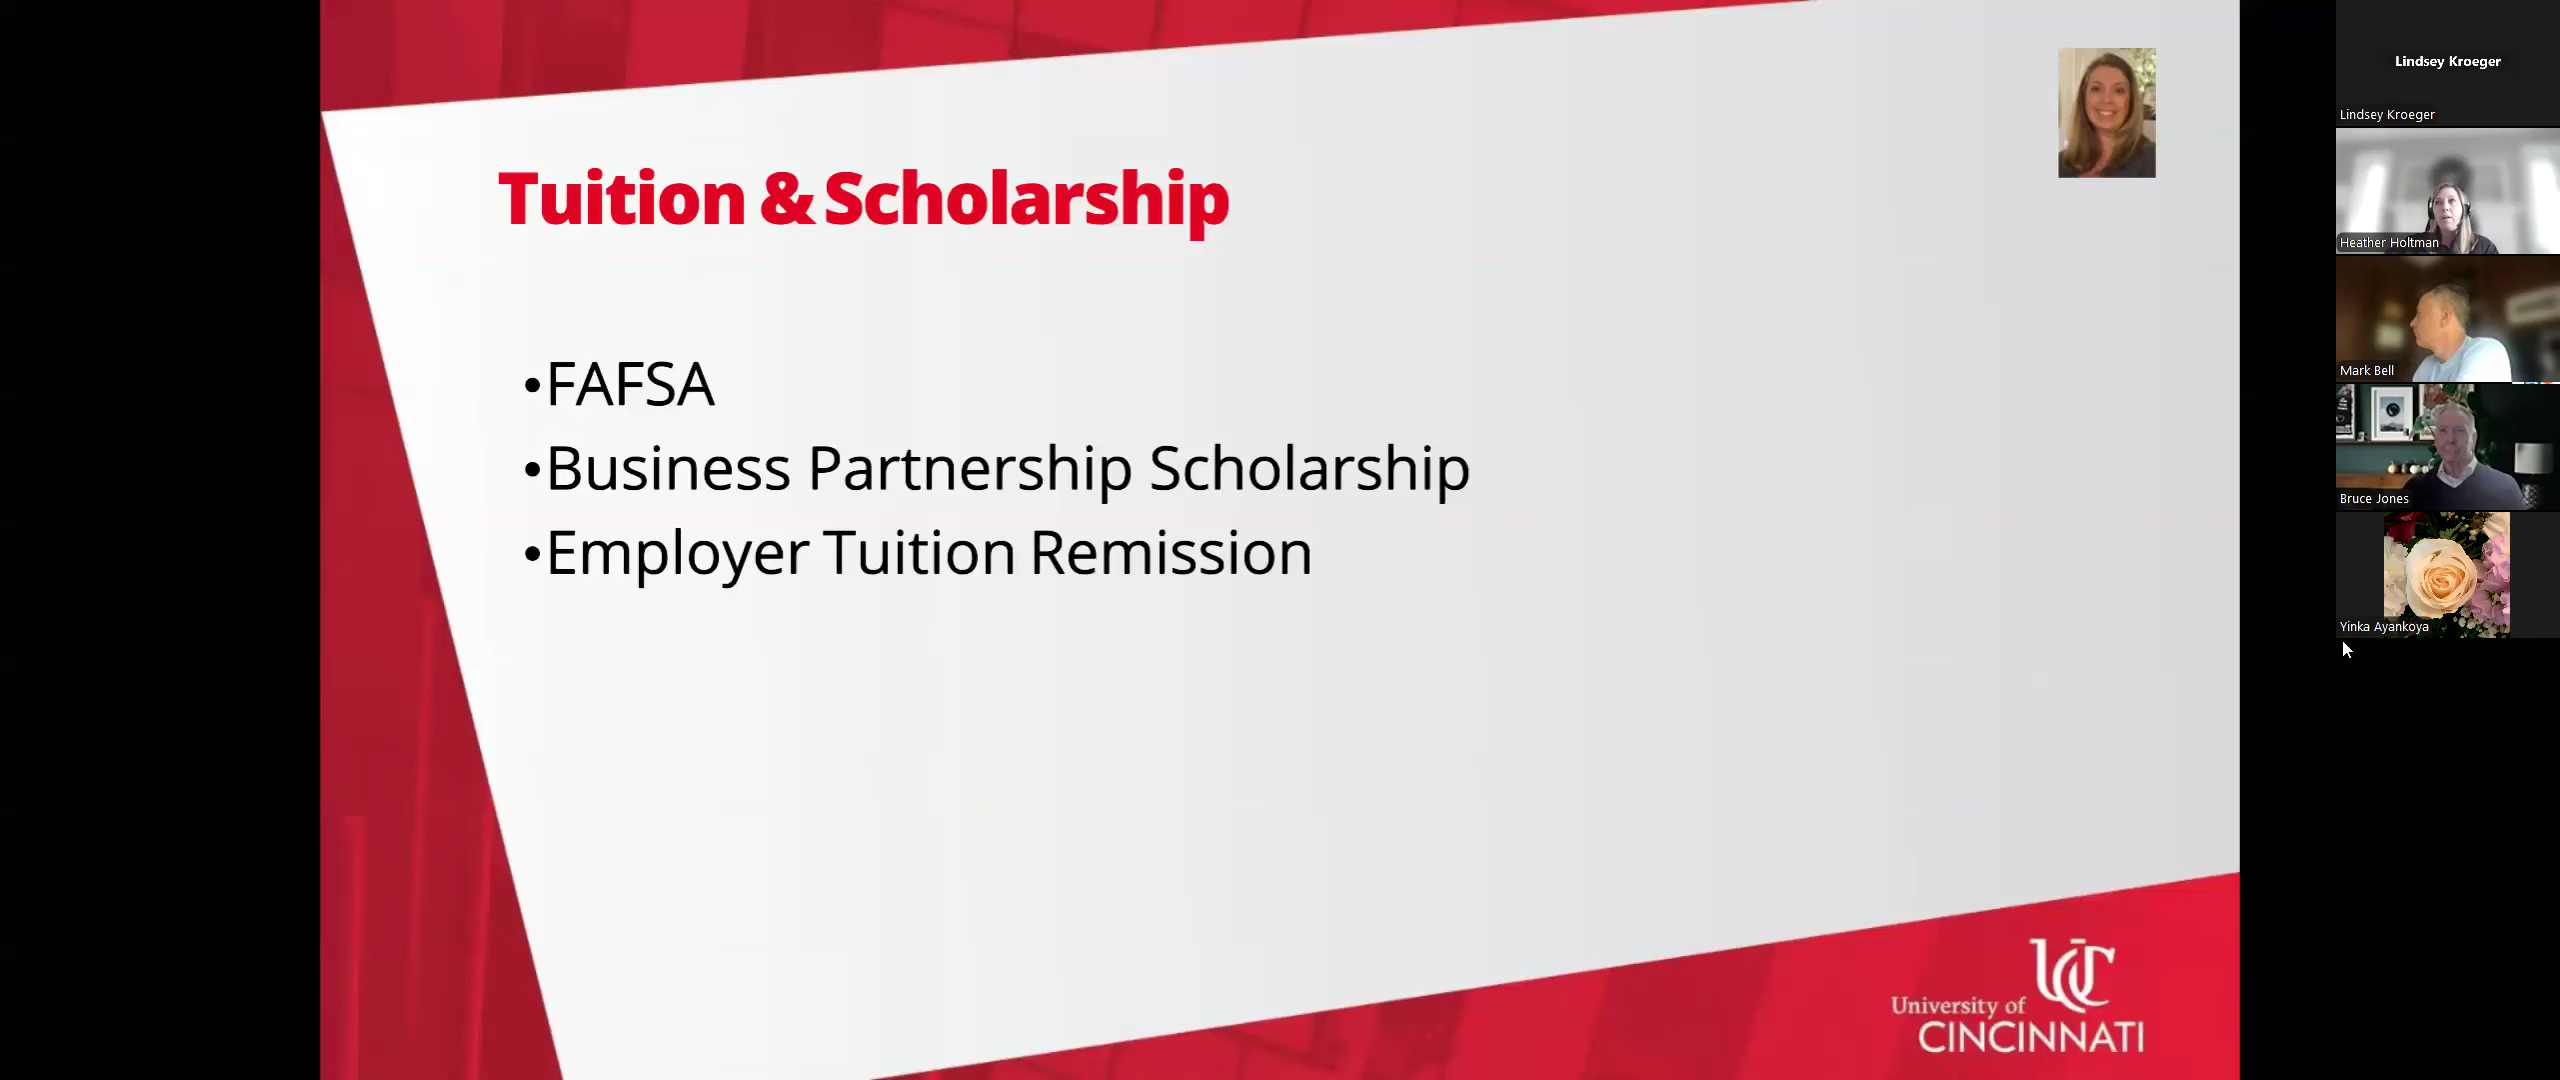 Tuition & Scholarship
•FAFSA
•Business Partnership Scholarship
•Employer Tuition Remission
University of
CINCINNATI
UC
Lindsey Kroeger
Lindsey Kroeger
Heather Holtman
Mark Bell
Bruce Jones
Yinka Ayankoya